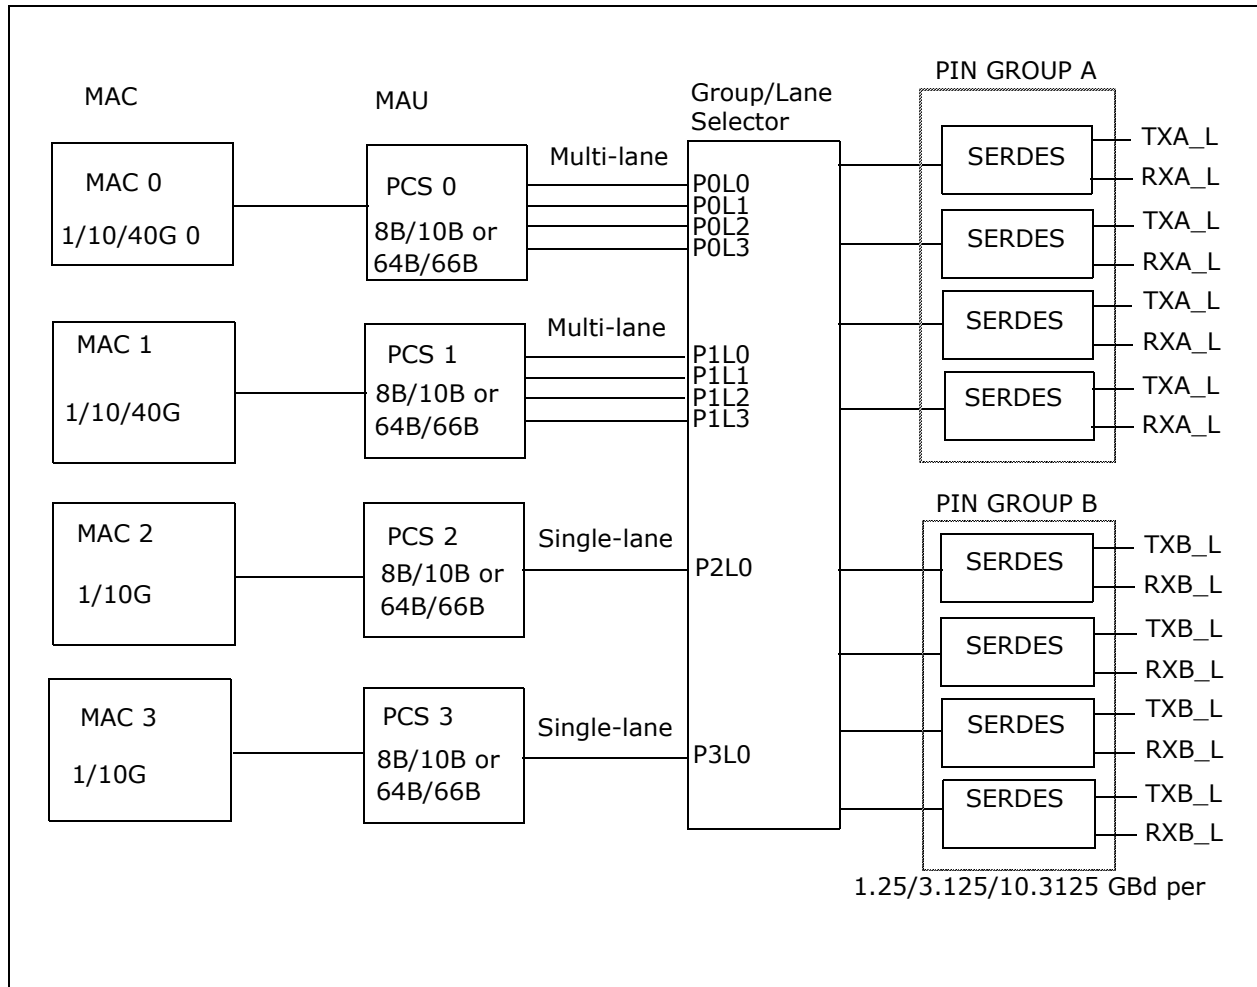 MAC
MAU
Group/Lane
Selector
PIN GROUP A
MAC 0
1/10/40G 0
PCS 0
8B/10B or
64B/66B
Multi-lane
P0L0
P0L1
P0L2
P0L3
SERDES
TXA_L
RXA_L
SERDES
TXA_L
RXA_L
MAC 1
1/10/40G
PCS 1
8B/10B or
64B/66B
Multi-lane
P1L0
P1L1
P1L2
P1L3
SERDES
TXA_L
RXA_L
SERDES
TXA_L
RXA_L
PIN GROUP B
MAC 2
1/10G
PCS 2
8B/10B or
64B/66B
Single-lane
P2L0
SERDES
TXB_L
RXB_L
SERDES
TXB_L
RXB_L
MAC 3
1/10G
PCS 3
8B/10B or
64B/66B
Single-lane
P3L0
SERDES
TXB_L
RXB_L
SERDES
TXB_L
RXB_L
1.25/3.125/10.3125 GBd per